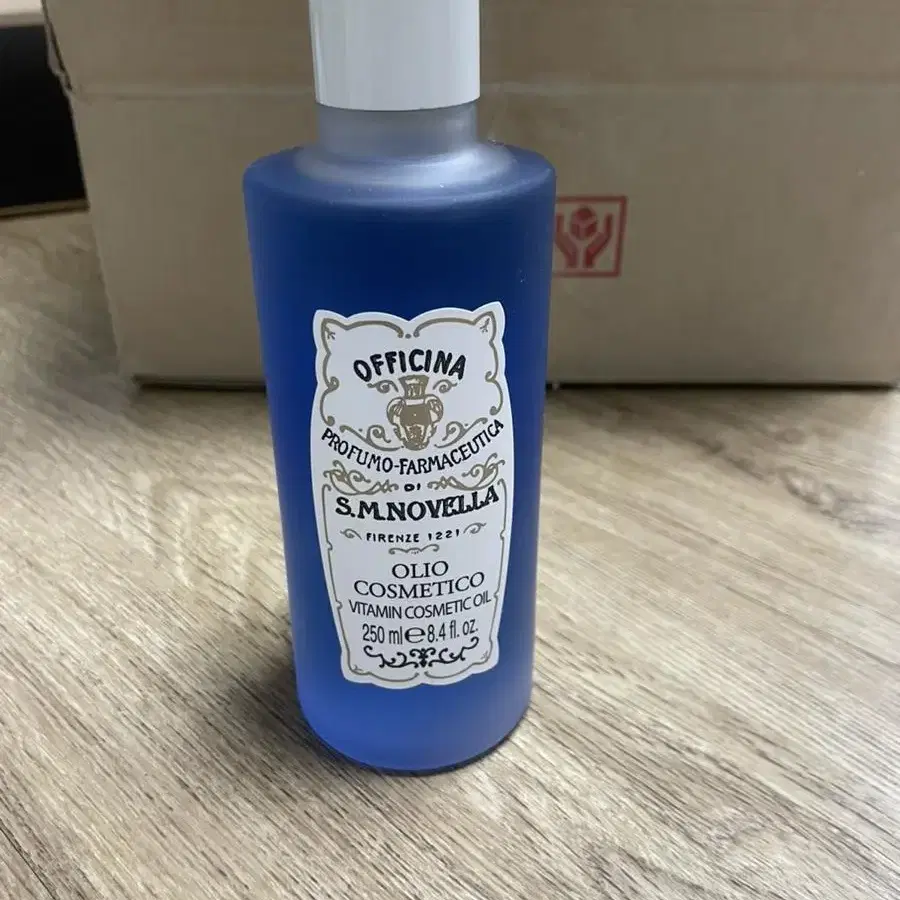 OFFICINA
PROFUMO-FARMACEUTICA
DI
S.M.NOVELLA
FIRENZE 1221
OLIO
COSMETICO
VITAMIN COSMETIC OIL
250 ml ℮ 8.4 fl. oz.